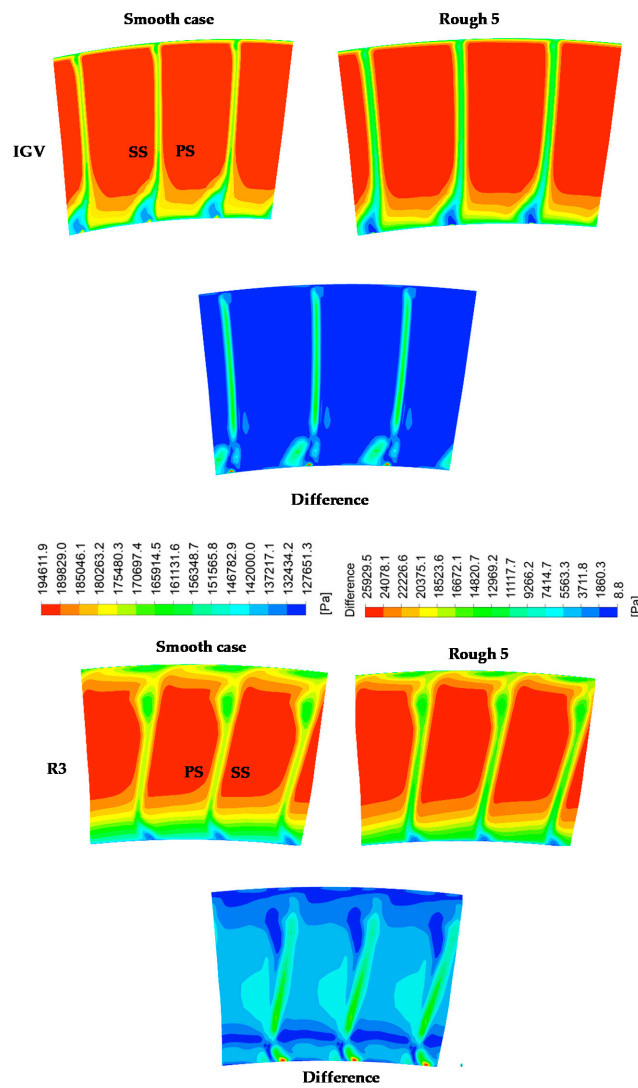 Smooth case
Rough 5
IGV
SS PS
Difference
194611.9
189829.0
185046.1
180263.2
175480.3
170697.4
165914.5
161131.6
156348.7
151565.8
146782.9
142000.0
137217.1
132434.2
127651.3
[Pa]
Difference
25929.5
24078.1
22226.6
20375.1
18523.6
16672.1
14820.7
12969.2
11117.7
9266.2
7414.7
5563.3
3711.8
1860.3
8.8
[Pa]
Smooth case
Rough 5
R3
PS SS
Difference